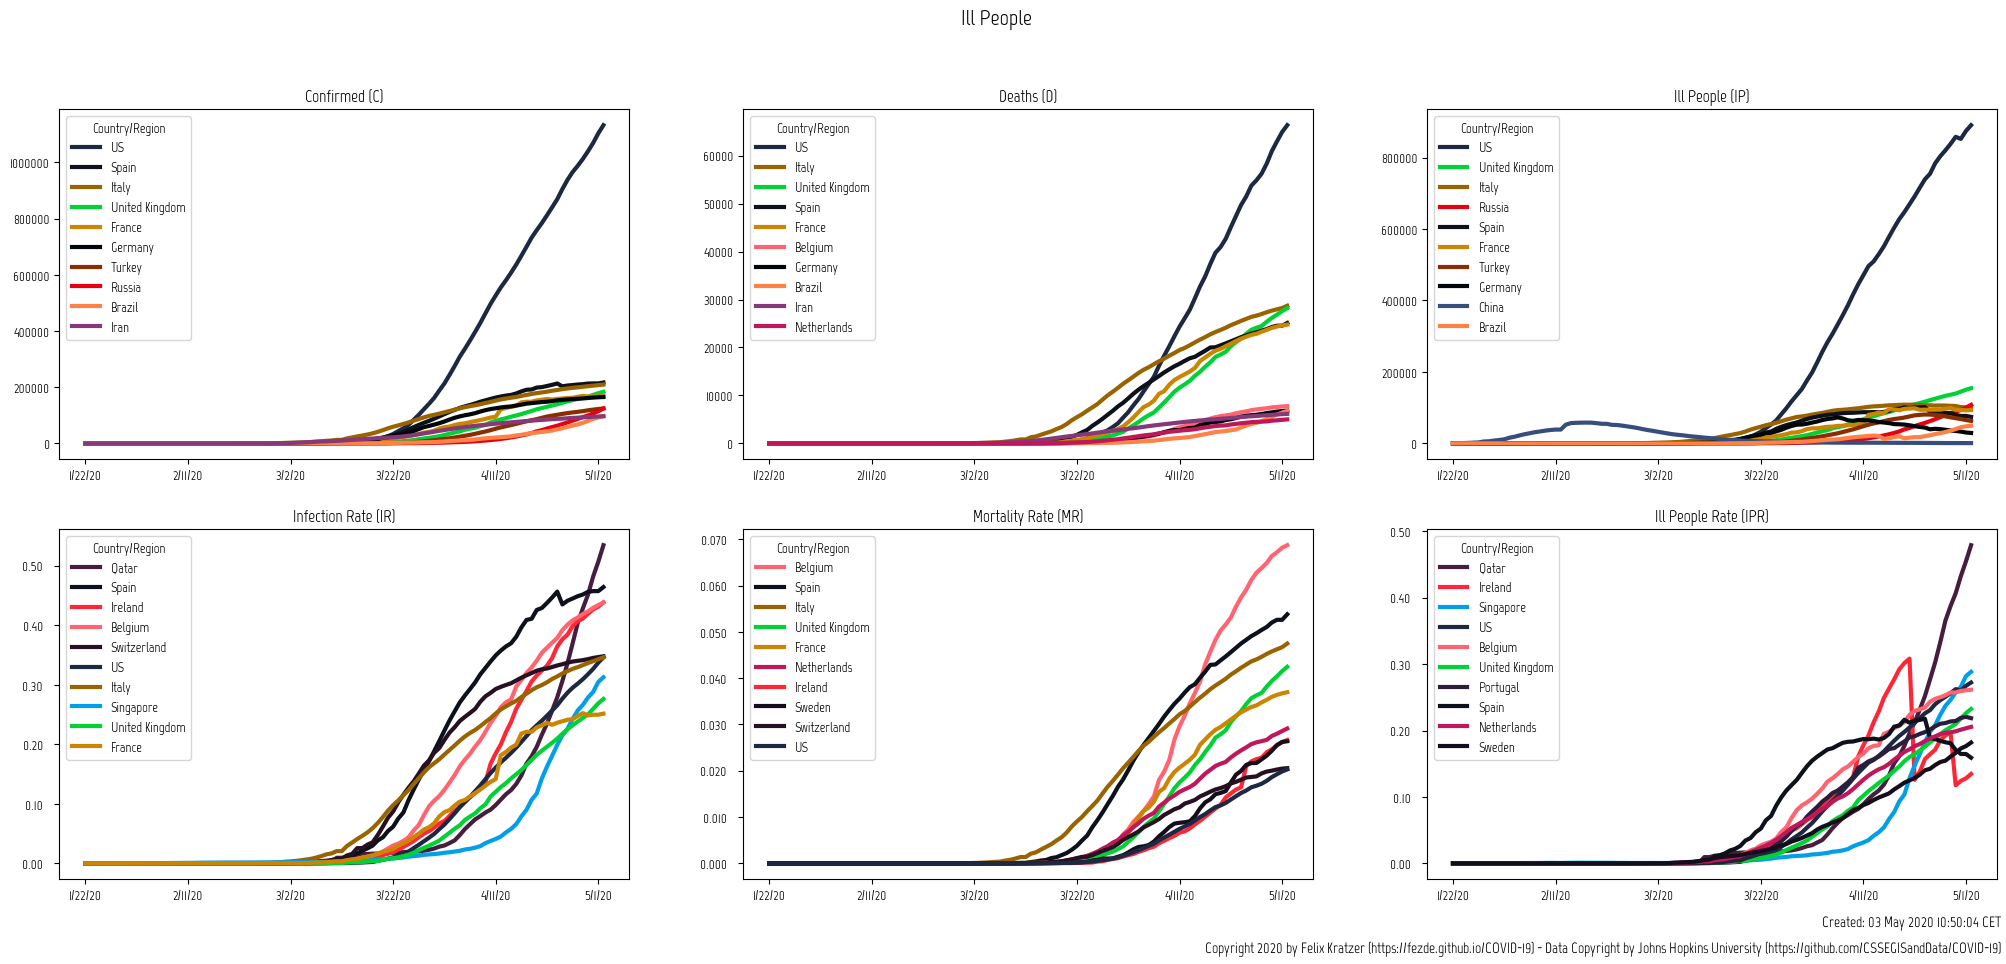 Ill People
Confirmed (C)
Country/Region
US
Spain
Italy
United Kingdom
France
Germany
Turkey
Russia
Brazil
Iran
1000000
800000
600000
400000
200000
0
1/22/20 2/11/20 3/2/20 3/22/20 4/11/20 5/1/20
Deaths (D)
Country/Region
US
Italy
United Kingdom
Spain
France
Belgium
Germany
Brazil
Iran
Netherlands
60000
50000
40000
30000
20000
10000
0
1/22/20 2/11/20 3/2/20 3/22/20 4/11/20 5/1/20
Ill People (IP)
Country/Region
US
United Kingdom
Italy
Russia
Spain
France
Turkey
Germany
China
Brazil
800000
600000
400000
200000
0
1/22/20 2/11/20 3/2/20 3/22/20 4/11/20 5/1/20
Infection Rate (IR)
Country/Region
Qatar
Spain
Ireland
Belgium
Switzerland
US
Italy
Singapore
United Kingdom
France
0.50
0.40
0.30
0.20
0.10
0.00
1/22/20 2/11/20 3/2/20 3/22/20 4/11/20 5/1/20
Mortality Rate (MR)
Country/Region
Belgium
Spain
Italy
United Kingdom
France
Netherlands
Ireland
Sweden
Switzerland
US
0.070
0.060
0.050
0.040
0.030
0.020
0.010
0.000
1/22/20 2/11/20 3/2/20 3/22/20 4/11/20 5/1/20
Ill People Rate (IPR)
Country/Region
Qatar
Ireland
Singapore
US
Belgium
United Kingdom
Portugal
Spain
Netherlands
Sweden
0.50
0.40
0.30
0.20
0.10
0.00
1/22/20 2/11/20 3/2/20 3/22/20 4/11/20 5/1/20
Created: 03 May 2020 10:50:04 CET
Copyright 2020 by Felix Kratzer (https://fezde.github.io/COVID-19) - Data Copyright by Johns Hopkins University (https://github.com/CSSEGISandData/COVID-19)